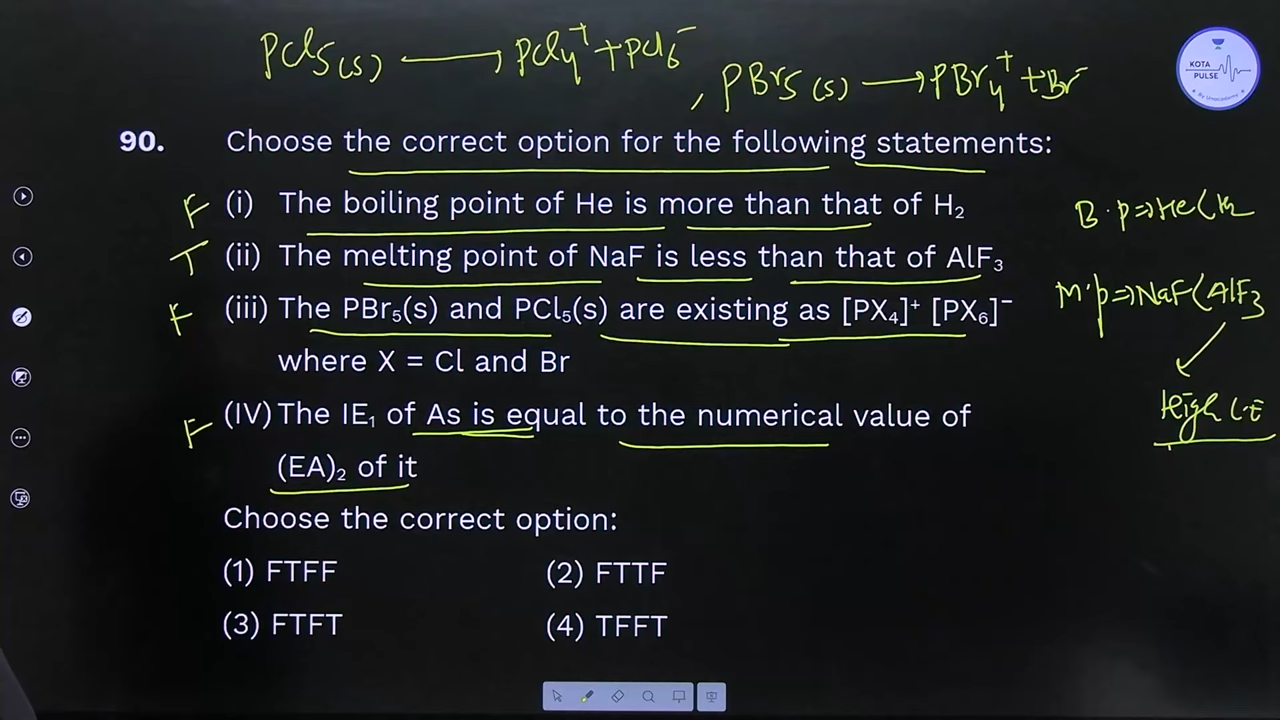 PCl5(s) → PCl4+ + PCl6−
, PBr5(s) → PBr4+ + Br−
KOTA
PULSE
By Unacademy
90. Choose the correct option for the following statements:
F (i) The boiling point of He is more than that of H₂
B.p ⇒ He < H2
T (ii) The melting point of NaF is less than that of AlF₃
M.p ⇒ NaF < AlF3
F (iii) The PBr₅(s) and PCl₅(s) are existing as [PX₄]⁺ [PX₆]⁻
where X = Cl and Br
High L.E
F (IV) The IE₁ of As is equal to the numerical value of
(EA)₂ of it
Choose the correct option:
(1) FTFF (2) FTTF
(3) FTFT (4) TFFT